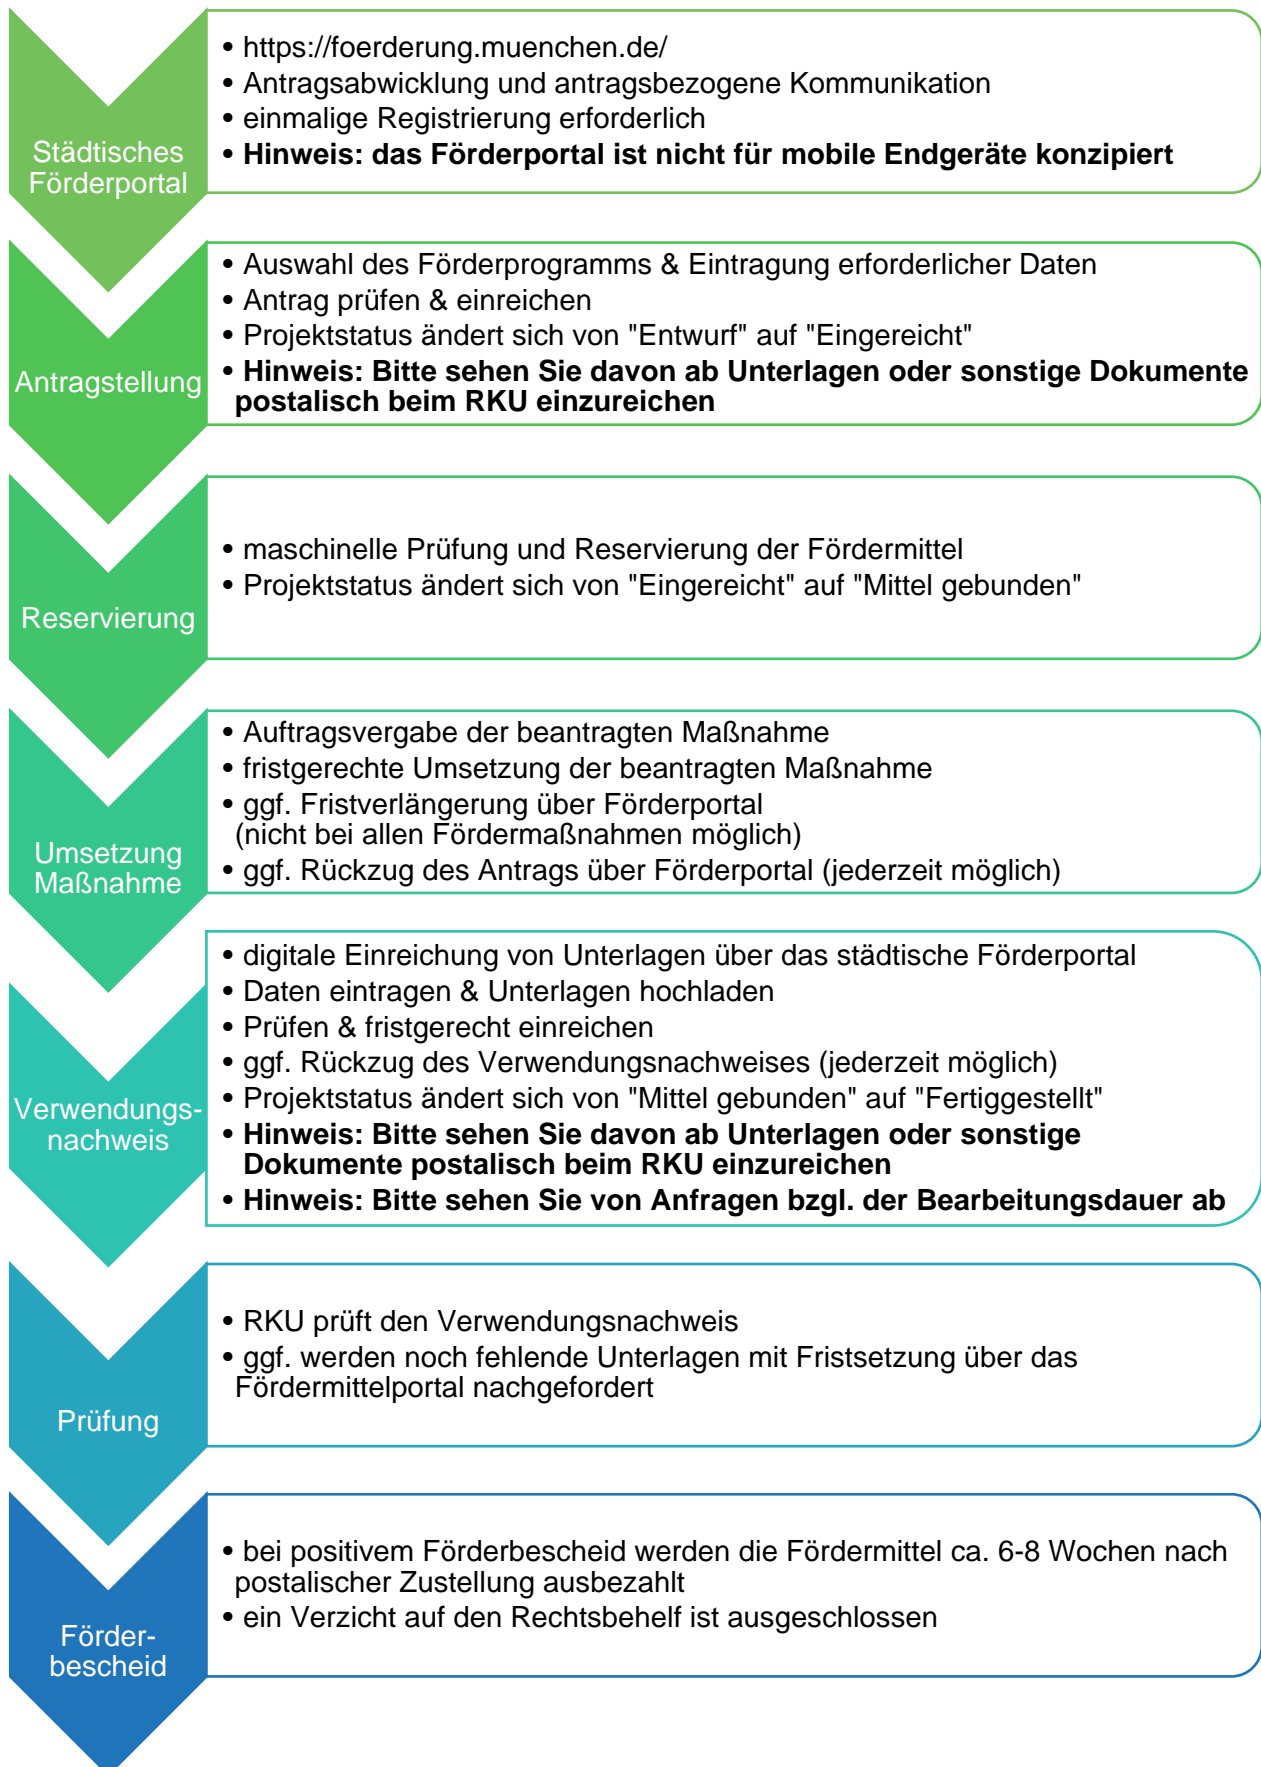 Städtisches
Förderportal
• https://foerderung.muenchen.de/
• Antragsabwicklung und antragsbezogene Kommunikation
• einmalige Registrierung erforderlich
• Hinweis: das Förderportal ist nicht für mobile Endgeräte konzipiert
Antragstellung
• Auswahl des Förderprogramms & Eintragung erforderlicher Daten
• Antrag prüfen & einreichen
• Projektstatus ändert sich von "Entwurf" auf "Eingereicht"
• Hinweis: Bitte sehen Sie davon ab Unterlagen oder sonstige Dokumente
postalisch beim RKU einzureichen
Reservierung
• maschinelle Prüfung und Reservierung der Fördermittel
• Projektstatus ändert sich von "Eingereicht" auf "Mittel gebunden"
Umsetzung
Maßnahme
• Auftragsvergabe der beantragten Maßnahme
• fristgerechte Umsetzung der beantragten Maßnahme
• ggf. Fristverlängerung über Förderportal
(nicht bei allen Fördermaßnahmen möglich)
• ggf. Rückzug des Antrags über Förderportal (jederzeit möglich)
Verwendungs-
nachweis
• digitale Einreichung von Unterlagen über das städtische Förderportal
• Daten eintragen & Unterlagen hochladen
• Prüfen & fristgerecht einreichen
• ggf. Rückzug des Verwendungsnachweises (jederzeit möglich)
• Projektstatus ändert sich von "Mittel gebunden" auf "Fertiggestellt"
• Hinweis: Bitte sehen Sie davon ab Unterlagen oder sonstige
Dokumente postalisch beim RKU einzureichen
• Hinweis: Bitte sehen Sie von Anfragen bzgl. der Bearbeitungsdauer ab
Prüfung
• RKU prüft den Verwendungsnachweis
• ggf. werden noch fehlende Unterlagen mit Fristsetzung über das
Fördermittelportal nachgefordert
Förder-
bescheid
• bei positivem Förderbescheid werden die Fördermittel ca. 6-8 Wochen nach
postalischer Zustellung ausbezahlt
• ein Verzicht auf den Rechtsbehelf ist ausgeschlossen